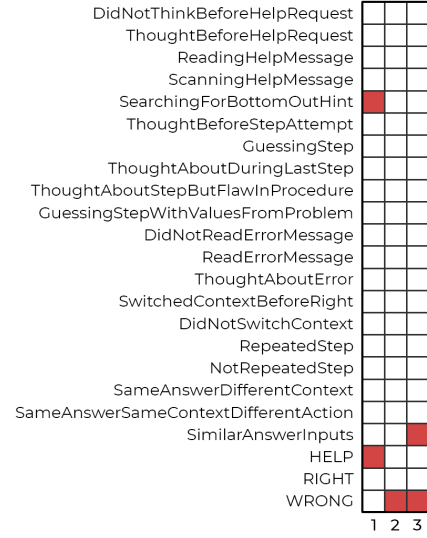 DidNotThinkBeforeHelpRequest
ThoughtBeforeHelpRequest
ReadingHelpMessage
ScanningHelpMessage
SearchingForBottomOutHint
ThoughtBeforeStepAttempt
GuessingStep
ThoughtAboutDuringLastStep
ThoughtAboutStepButFlawInProcedure
GuessingStepWithValuesFromProblem
DidNotReadErrorMessage
ReadErrorMessage
ThoughtAboutError
SwitchedContextBeforeRight
DidNotSwitchContext
RepeatedStep
NotRepeatedStep
SameAnswerDifferentContext
SameAnswerSameContextDifferentAction
SimilarAnswerInputs
HELP
RIGHT
WRONG
1 2 3